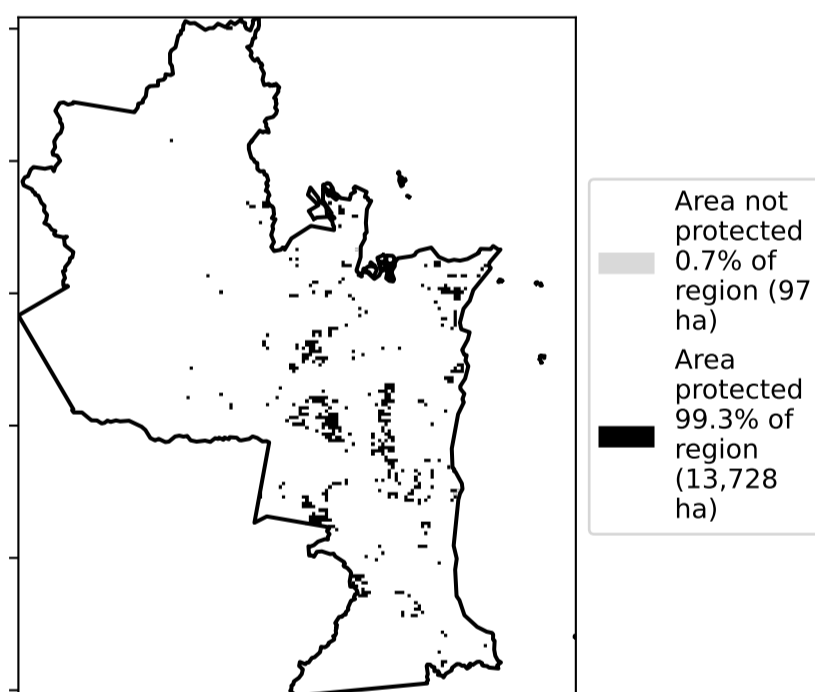 Area not
protected
0.7% of
region (97
ha)
Area
protected
99.3% of
region
(13,728
ha)